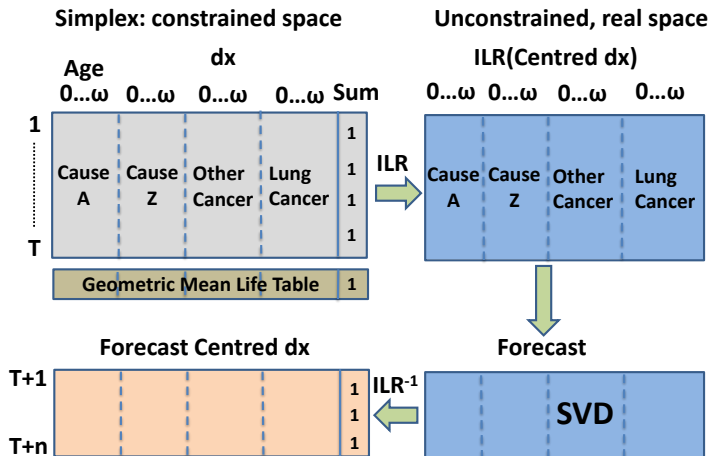 Simplex: constrained space
Unconstrained, real space
dx
ILR(Centred dx)
Age
0...ω 0...ω 0...ω 0...ω Sum
0...ω 0...ω 0...ω 0...ω
1
T
Cause A
Cause Z
Other Cancer
Lung Cancer
1
1
1
1
ILR
Cause A
Cause Z
Other Cancer
Lung Cancer
Geometric Mean Life Table 1
Forecast Centred dx
Forecast
T+1
T+n
1
1
1
ILR-1
SVD